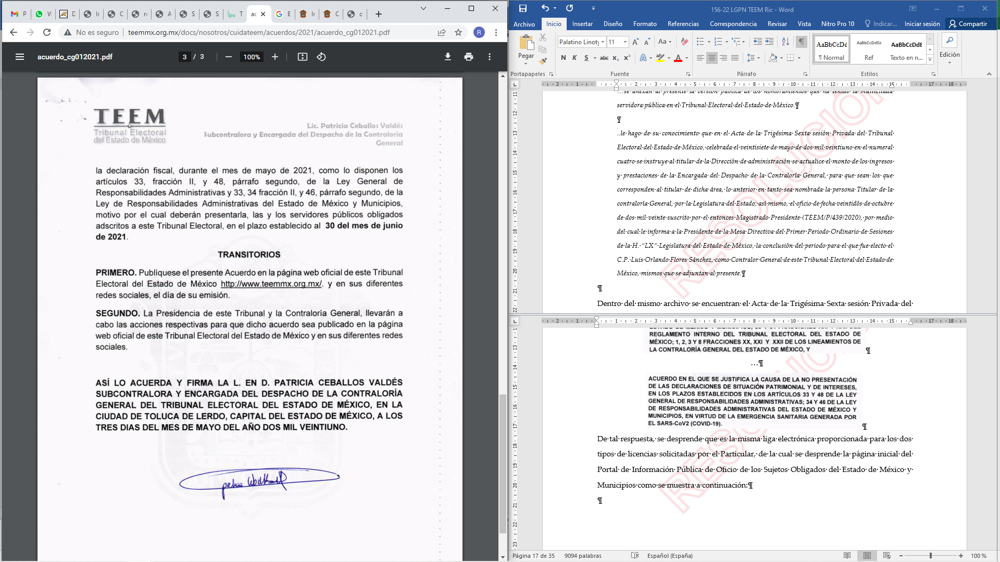 No es seguro
teemmx.org.mx/docs/nosotros/cuidateem/acuerdos/2021/acuerdo_cg012021.pdf
R
acuerdo_cg012021.pdf
3 / 3
100%
TEEM
Tribunal Electoral
del Estado de México
Lic. Patricia Ceballos Valdés
Subcontralora y Encargada del Despacho de la Contraloría
General
la declaración fiscal, durante el mes de mayo de 2021, como lo disponen los
artículos 33, fracción II, y 48, párrafo segundo, de la Ley General de
Responsabilidades Administrativas y 33, 34 fracción II, y 46, párrafo segundo, de la
Ley de Responsabilidades Administrativas del Estado de México y Municipios,
motivo por el cual deberán presentarla, las y los servidores públicos obligados
adscritos a este Tribunal Electoral, en el plazo establecido al 30 del mes de junio
de 2021.
TRANSITORIOS
PRIMERO. Publíquese el presente Acuerdo en la página web oficial de este Tribunal
Electoral del Estado de México http://www.teemmx.org.mx/. y en sus diferentes
redes sociales, el día de su emisión.
SEGUNDO. La Presidencia de este Tribunal y la Contraloría General, llevarán a
cabo las acciones respectivas para que dicho acuerdo sea publicado en la página
web oficial de este Tribunal Electoral del Estado de México y en sus diferentes redes
sociales.
ASÍ LO ACUERDA Y FIRMA LA L. EN D. PATRICIA CEBALLOS VALDÉS
SUBCONTRALORA Y ENCARGADA DEL DESPACHO DE LA CONTRALORÍA
GENERAL DEL TRIBUNAL ELECTORAL DEL ESTADO DE MÉXICO, EN LA
CIUDAD DE TOLUCA DE LERDO, CAPITAL DEL ESTADO DE MÉXICO, A LOS
TRES DIAS DEL MES DE MAYO DEL AÑO DOS MIL VEINTIUNO.
156-22 LGPN TEEM Ric - Word
Archivo Inicio Insertar Diseño Formato Referencias Correspondencia Revisar Vista Nitro Pro 10 Indicar... Iniciar sesión Compartir
Palatino Linoty 11
Pegar
N K S abc x₂ x²
AaBbCcDc AaBbCcDdEe AaBbCcDdE
¶ Normal Ref Texto en n...
Edición
Portapapeles Fuente Párrafo Estilos
...se anexan al presente la versión pública de los nombramientos que ha tenido la multicitada
servidora pública en el Tribunal Electoral del Estado de México.¶
¶
..le hago de su conocimiento que en el Acta de la Trigésima Sexta sesión Privada del Tribunal
Electoral del Estado de México, celebrada el veintisiete de mayo de dos mil veintiuno en el numeral
cuatro se instruye al titular de la Dirección de administración se actualice el monto de los ingresos
y prestaciones de la Encargada del Despacho de la Contraloría General, para que sean los que
corresponden al titular de dicha área, lo anterior en tanto sea nombrada la persona Titular de la
contraloría General, por la Legislatura del Estado; así mismo, el oficio de fecha veintidós de octubre
de dos mil veinte suscrito por el entonces Magistrado Presidente (TEEM/P/439/2020), por medio
del cual le informa a la Presidente de la Mesa Directiva del Primer Periodo Ordinario de Sesiones
de la H. “LX” Legislatura del Estado de México, la conclusión del periodo para el que fue electo el
C.P. Luis Orlando Flores Sánchez, como Contralor General de este Tribunal Electoral del Estado de
México, mismos que se adjuntan al presente.¶
¶
Dentro del mismo archivo se encuentran el Acta de la Trigésima Sexta sesión Privada del
REGLAMENTO INTERNO DEL TRIBUNAL ELECTORAL DEL ESTADO DE
MÉXICO; 1, 2, 3 Y 8 FRACCIONES XX, XXI Y XXII DE LOS LINEAMIENTOS DE
LA CONTRALORÍA GENERAL DEL ESTADO DE MÉXICO, Y ¶
...¶
ACUERDO EN EL QUE SE JUSTIFICA LA CAUSA DE LA NO PRESENTACIÓN
DE LAS DECLARACIONES DE SITUACIÓN PATRIMONIAL Y DE INTERESES,
EN LOS PLAZOS ESTABLECIDOS EN LOS ARTÍCULOS 33 Y 48 DE LA LEY
GENERAL DE RESPONSABILIDADES ADMINISTRATIVAS; 34 Y 46 DE LA LEY
DE RESPONSABILIDADES ADMINISTRATIVAS DEL ESTADO DE MÉXICO Y
MUNICIPIOS, EN VIRTUD DE LA EMERGENCIA SANITARIA GENERADA POR
EL SARS-CoV2 (COVID-19). ¶
De tal respuesta, se desprende que es la misma liga electrónica proporcionada para los dos
tipos de licencias solicitadas por el Particular, de la cual se desprende la página inicial del
Portal de Información Pública de Oficio de los Sujetos Obligados del Estado de México y
Municipios como se muestra a continuación:¶
¶
RESOLUCIÓN
Página 17 de 35 9094 palabras Español (España) 100 %